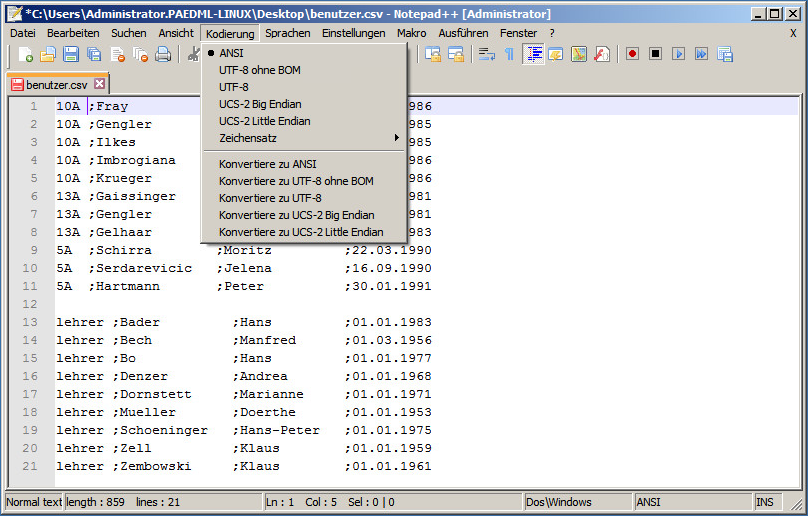 *C:\Users\Administrator.PAEDML-LINUX\Desktop\benutzer.csv - Notepad++ [Administrator]
Datei Bearbeiten Suchen Ansicht Kodierung Sprachen Einstellungen Makro Ausführen Fenster ? X
ANSI
UTF-8 ohne BOM
UTF-8
UCS-2 Big Endian
UCS-2 Little Endian
Zeichensatz
Konvertiere zu ANSI
Konvertiere zu UTF-8 ohne BOM
Konvertiere zu UTF-8
Konvertiere zu UCS-2 Big Endian
Konvertiere zu UCS-2 Little Endian
benutzer.csv
1 10A ;Fray 986
2 10A ;Gengler 985
3 10A ;Ilkes 985
4 10A ;Imbrogiana 986
5 10A ;Krueger 986
6 13A ;Gaissinger 981
7 13A ;Gengler 981
8 13A ;Gelhaar 983
9 5A ;Schirra ;Moritz ;22.03.1990
10 5A ;Serdarevicic ;Jelena ;16.09.1990
11 5A ;Hartmann ;Peter ;30.01.1991
12
13 lehrer ;Bader ;Hans ;01.01.1983
14 lehrer ;Bech ;Manfred ;01.03.1956
15 lehrer ;Bo ;Hans ;01.01.1977
16 lehrer ;Denzer ;Andrea ;01.01.1968
17 lehrer ;Dornstett ;Marianne ;01.01.1971
18 lehrer ;Mueller ;Doerthe ;01.01.1953
19 lehrer ;Schoeninger ;Hans-Peter ;01.01.1975
20 lehrer ;Zell ;Klaus ;01.01.1959
21 lehrer ;Zembowski ;Klaus ;01.01.1961
Normal text length : 859 lines : 21 Ln : 1 Col : 5 Sel : 0 | 0 Dos\Windows ANSI INS